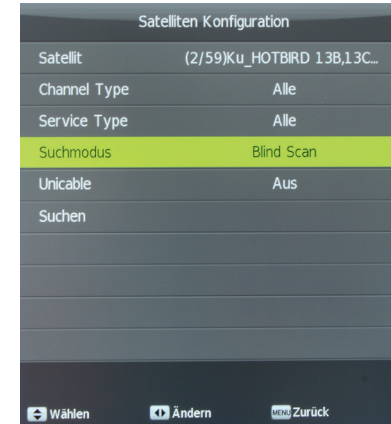 Satelliten Konfiguration
Satellit (2/59)Ku_HOTBIRD 13B,13C...
Channel Type Alle
Service Type Alle
Suchmodus Blind Scan
Unicable Aus
Suchen
Wählen Ändern MENU Zurück